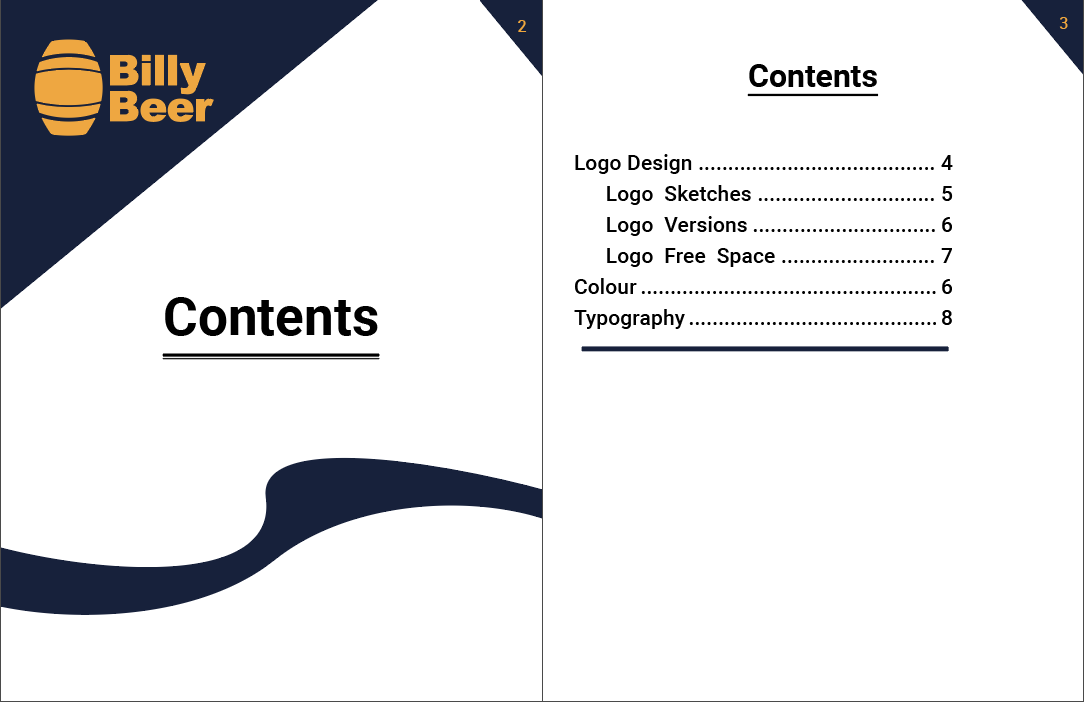 Billy
Beer
2
Contents
3
Contents
Logo Design ........................................ 4
Logo Sketches .............................. 5
Logo Versions ............................... 6
Logo Free Space .......................... 7
Colour .................................................. 6
Typography .......................................... 8